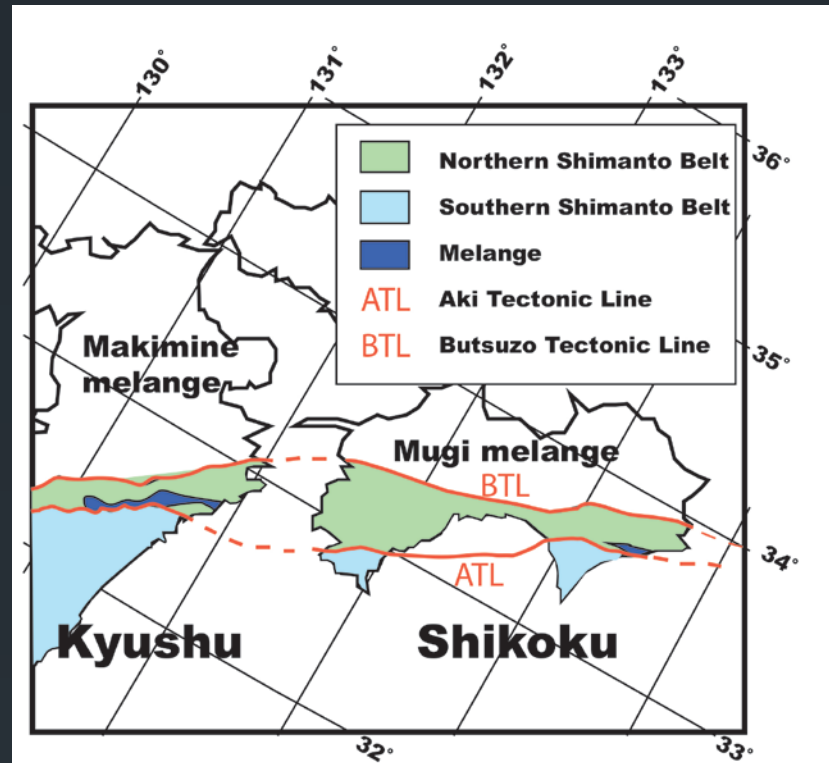 130°
131°
132°
133°
36°
Northern Shimanto Belt
Southern Shimanto Belt
Melange
ATL Aki Tectonic Line
BTL Butsuzo Tectonic Line
35°
Makimine
melange
Mugi melange
BTL
ATL
34°
Kyushu
Shikoku
32°
33°